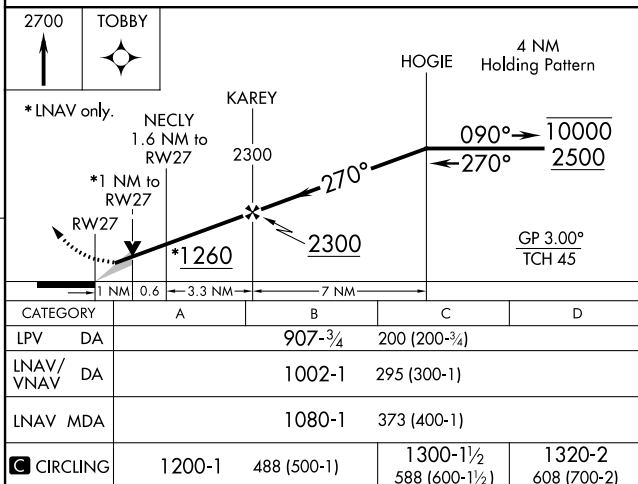 2700
TOBBY
*LNAV only.
HOGIE
4 NM
Holding Pattern
KAREY
NECLY
1.6 NM to
RW27
2300
090°
10000
270°
2500
270°
*1 NM to
RW27
RW27
*1260
2300
GP 3.00°
TCH 45
1 NM 0.6 3.3 NM 7 NM
CATEGORY A B C D
LPV DA 907-¾ 200 (200-¾)
LNAV/
VNAV DA 1002-1 295 (300-1)
LNAV MDA 1080-1 373 (400-1)
C CIRCLING 1200-1 488 (500-1) 1300-1½
588 (600-1½) 1320-2
608 (700-2)